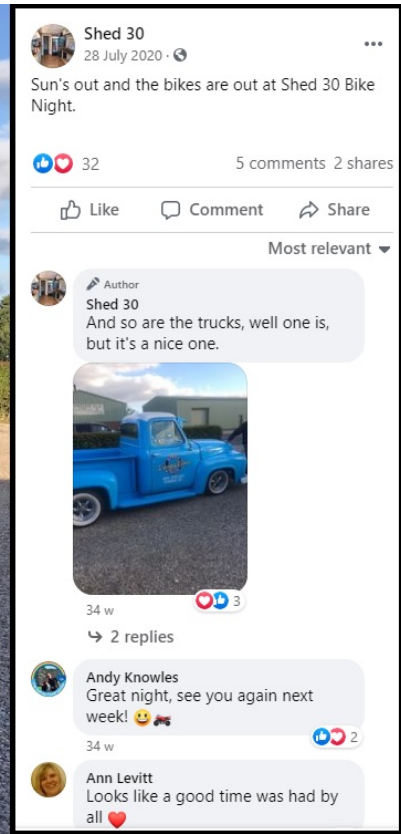 Shed 30
28 July 2020 ·
Sun's out and the bikes are out at Shed 30 Bike
Night.
32
5 comments 2 shares
Like Comment Share
Most relevant
Author
Shed 30
And so are the trucks, well one is,
but it's a nice one.
3
34 w
2 replies
Andy Knowles
Great night, see you again next
week! 😃🏍️
2
34 w
Ann Levitt
Looks like a good time was had by
all ❤️